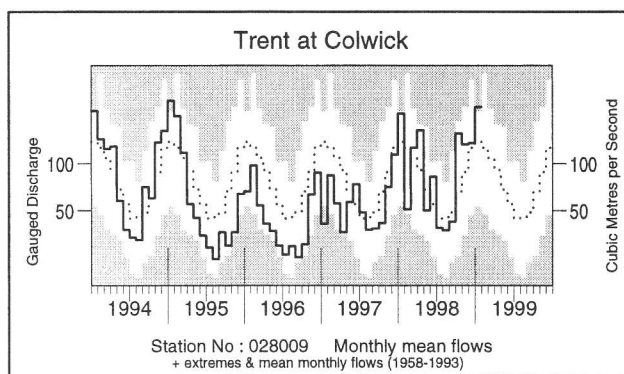 Trent at Colwick
Gauged Discharge
100
50
100
50
Cubic Metres per Second
1994 1995 1996 1997 1998 1999
Station No : 028009 Monthly mean flows
+ extremes & mean monthly flows (1958-1993)